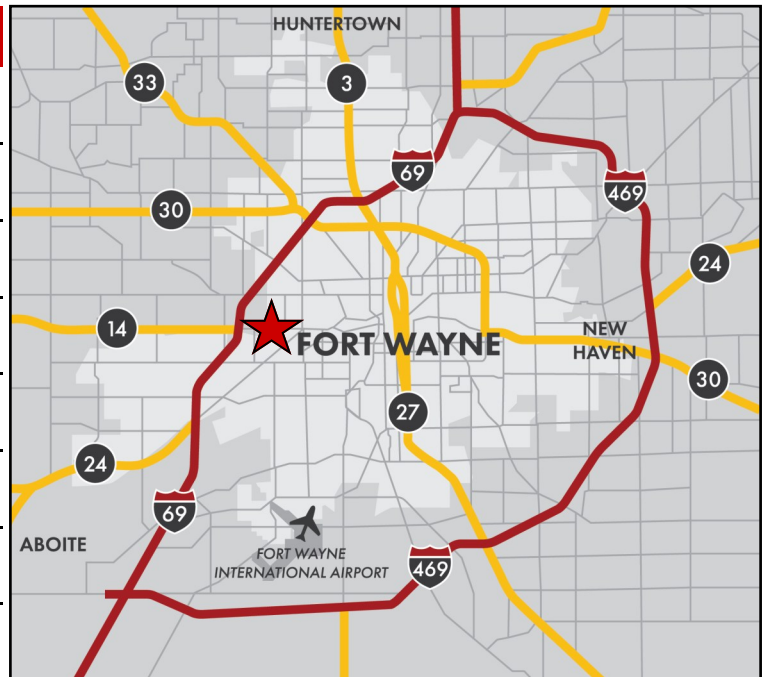 HUNTERTOWN
33
3
69
469
30
24
14
FORT WAYNE
NEW
HAVEN
30
27
24
69
ABOITE
FORT WAYNE
INTERNATIONAL AIRPORT
469